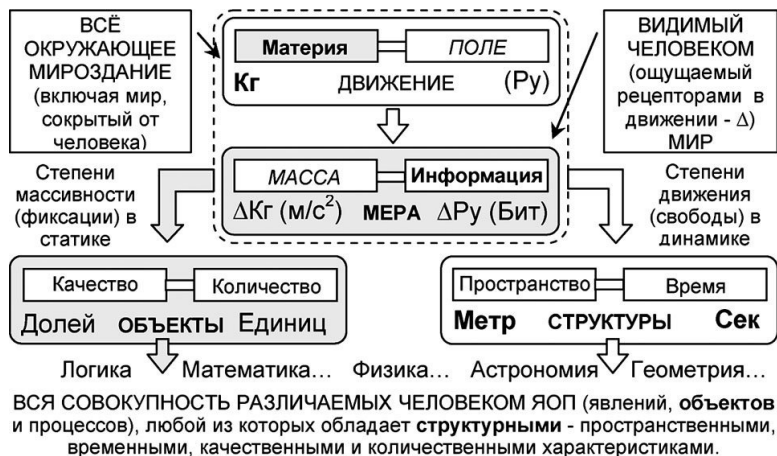 ВСЁ
ОКРУЖАЮЩЕЕ
МИРОЗДАНИЕ
(включая мир,
сокрытый от
человека)
Материя ПОЛЕ
Кг ДВИЖЕНИЕ (Ру)
ВИДИМЫЙ
ЧЕЛОВЕКОМ
(ощущаемый
рецепторами в
движении - Δ)
МИР
Степени
массивности
(фиксации) в
статике
МАССА Информация
ΔКг (м/с²) МЕРА ΔРу (Бит)
Степени
движения
(свободы) в
динамике
Качество Количество
Долей ОБЪЕКТЫ Единиц
Пространство Время
Метр СТРУКТУРЫ Сек
Логика Математика… Физика… Астрономия Геометрия…
ВСЯ СОВОКУПНОСТЬ РАЗЛИЧАЕМЫХ ЧЕЛОВЕКОМ ЯОП (явлений, объектов
и процессов), любой из которых обладает структурными - пространственными,
временными, качественными и количественными характеристиками.